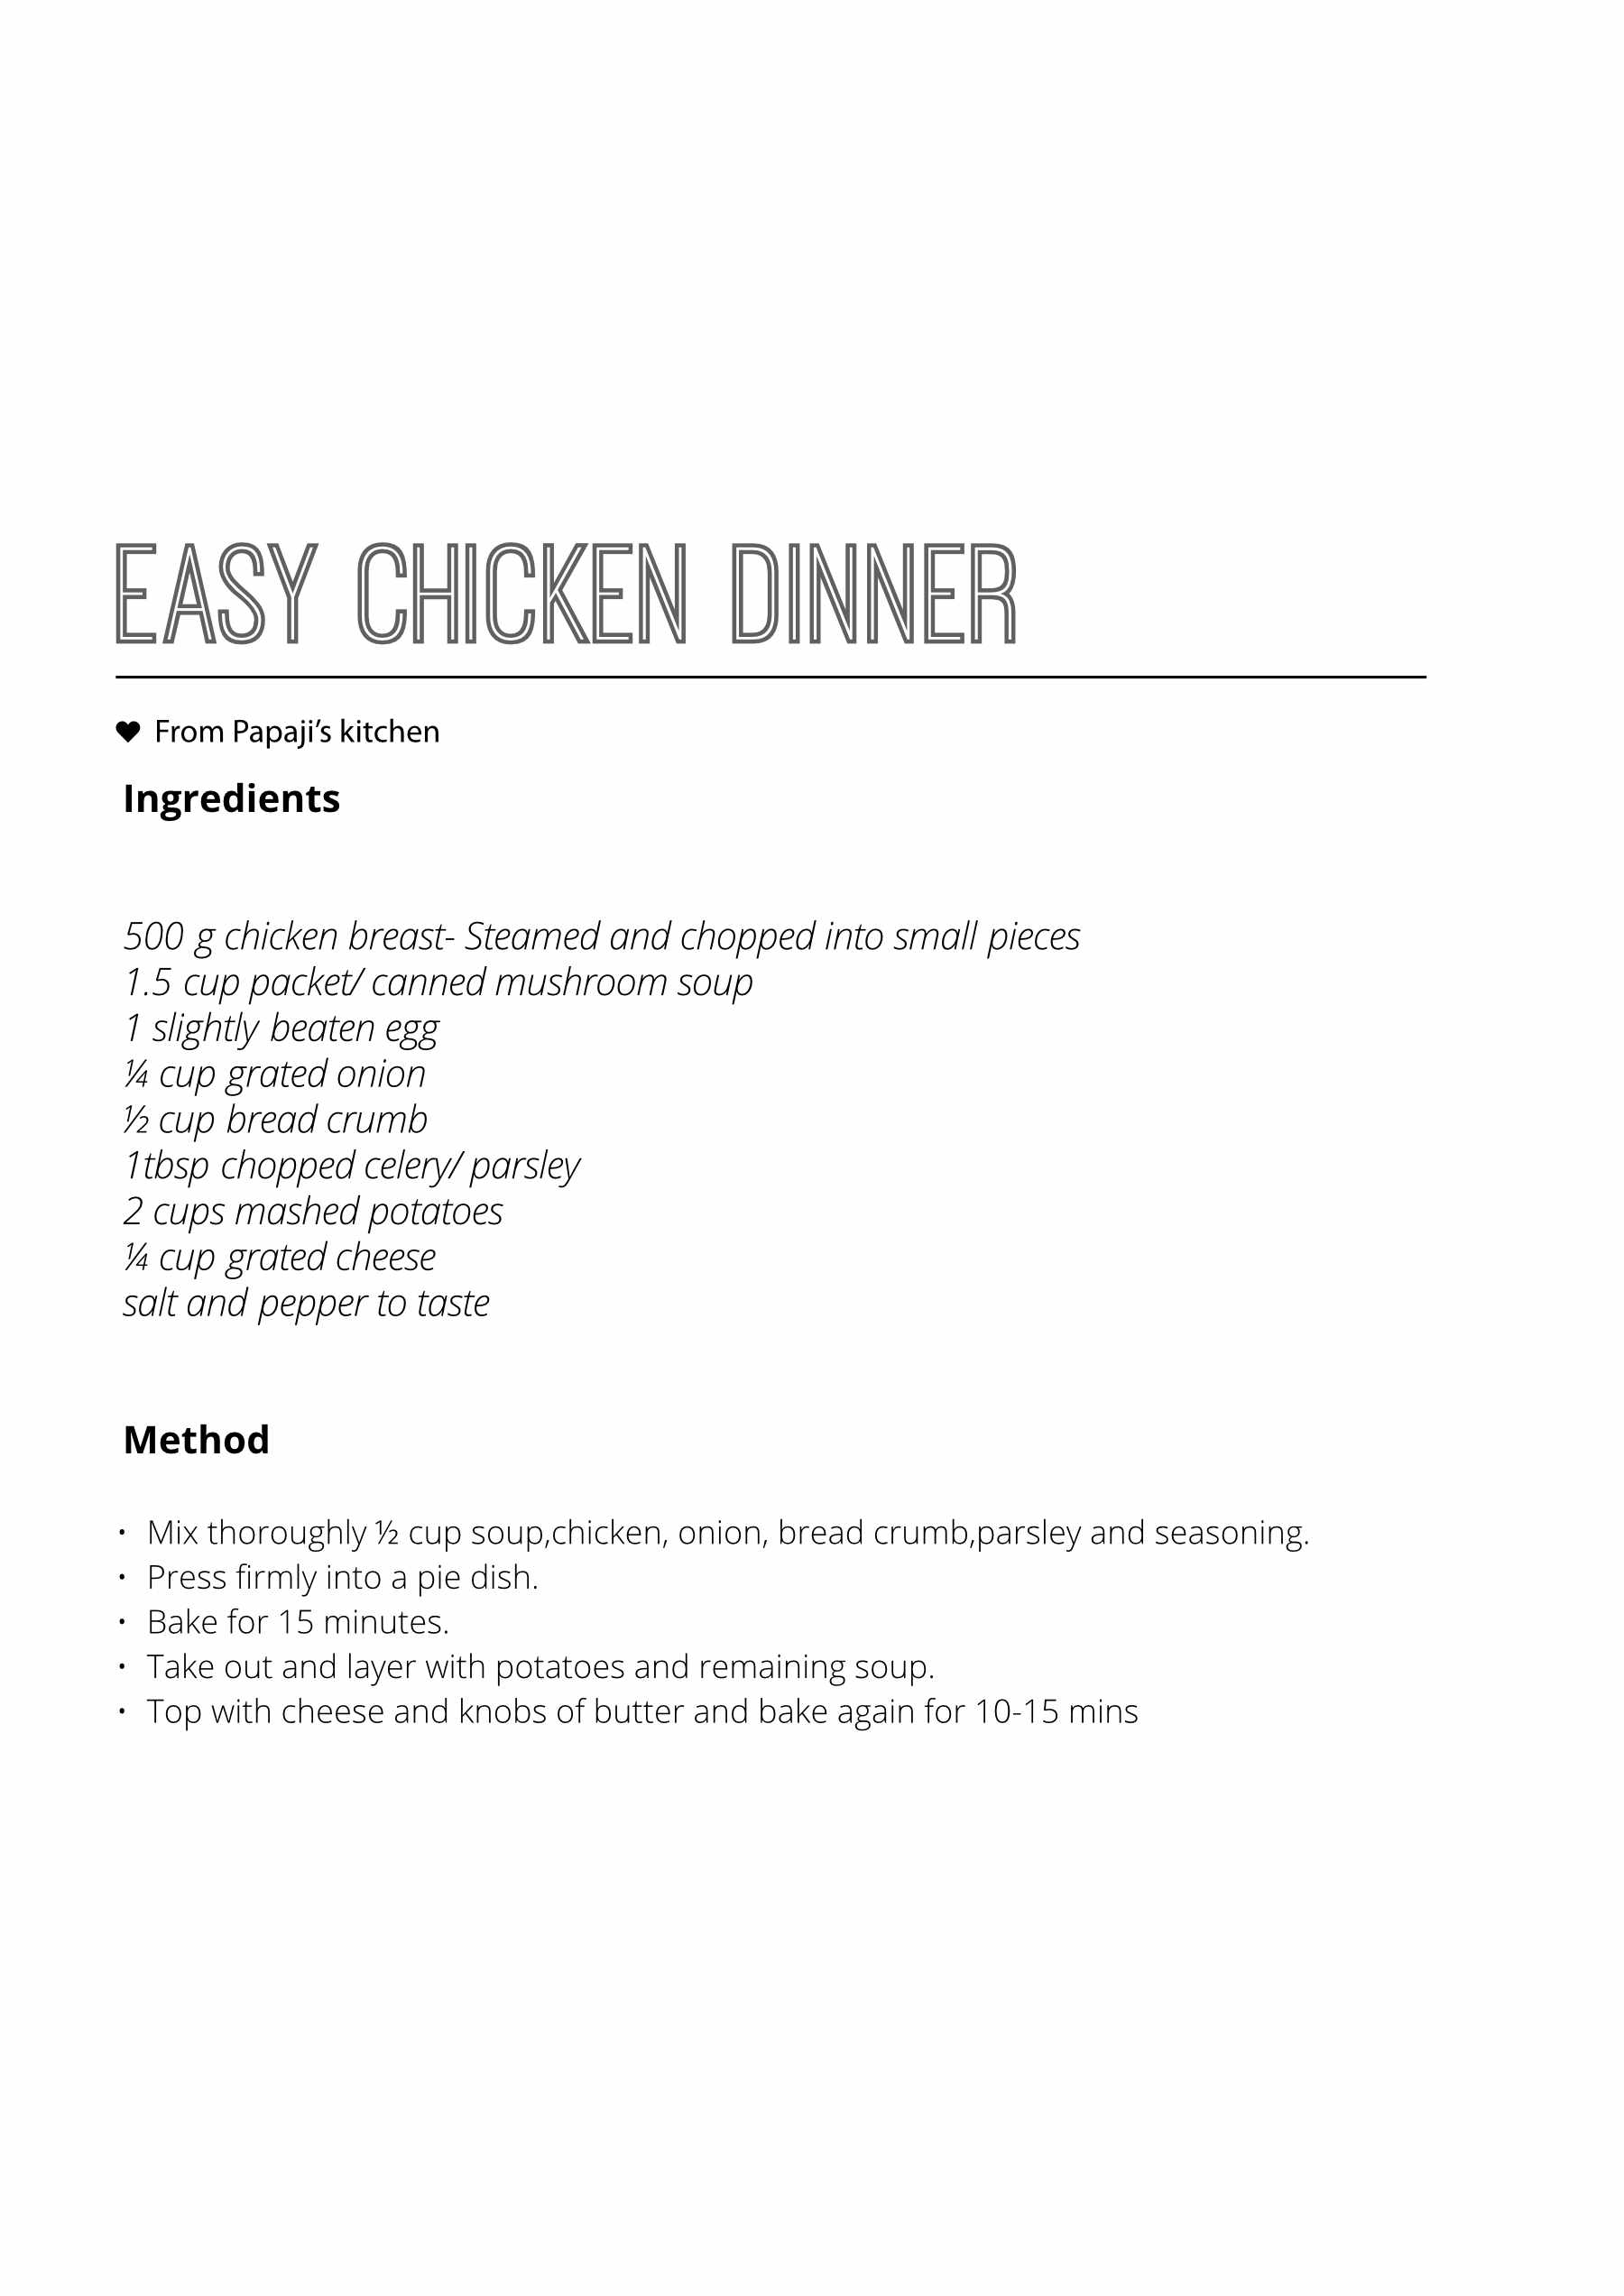 EASY CHICKEN DINNER
♥ From Papaji’s kitchen
Ingredients
500 g chicken breast- Steamed and chopped into small pieces
1.5 cup packet/ canned mushroom soup
1 slightly beaten egg
¼ cup grated onion
½ cup bread crumb
1tbsp chopped celery/ parsley
2 cups mashed potatoes
¼ cup grated cheese
salt and pepper to taste
Method
• Mix thoroughly ½ cup soup,chicken, onion, bread crumb,parsley and seasoning.
• Press firmly into a pie dish.
• Bake for 15 minutes.
• Take out and layer with potatoes and remaining soup.
• Top with cheese and knobs of butter and bake again for 10-15 mins